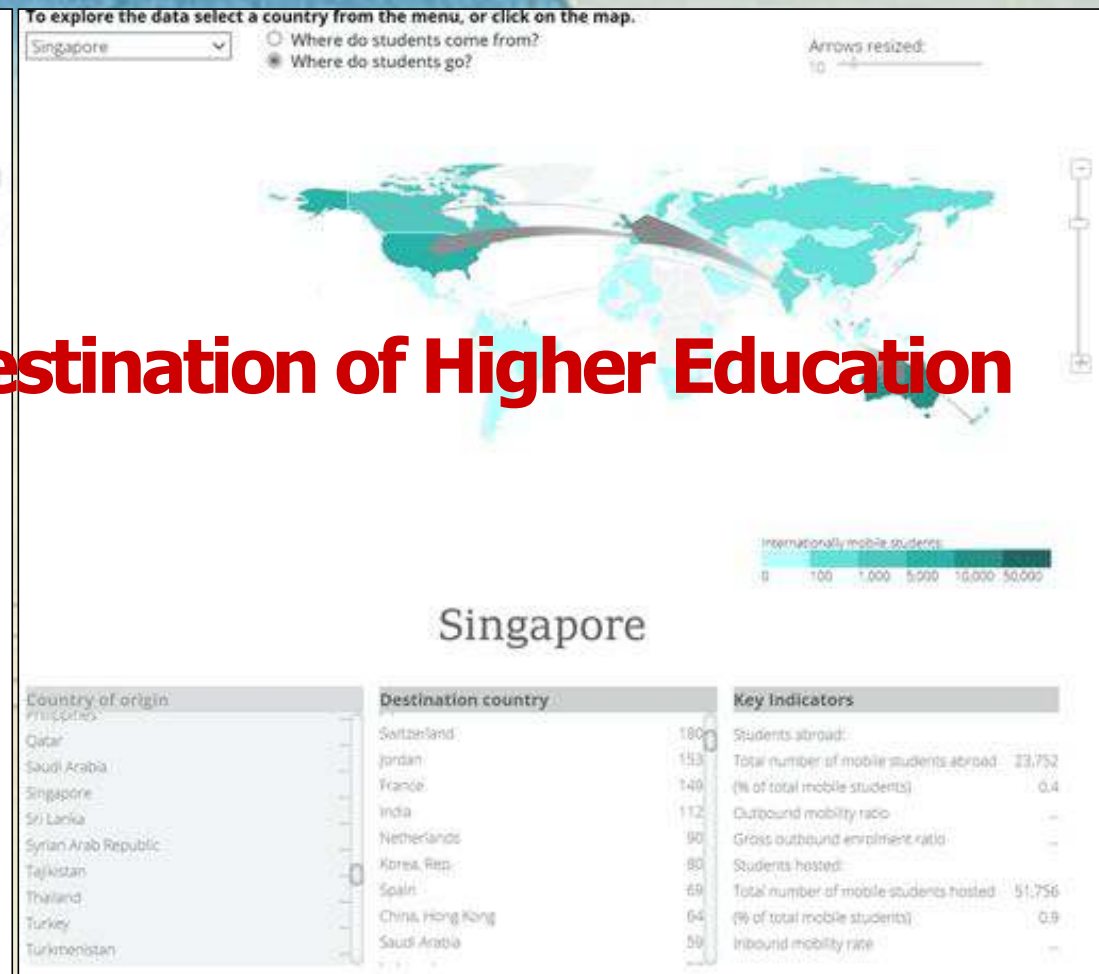 To explore the data select a country from the menu, or click on the map.
Singapore
Where do students come from?
Where do students go?
Arrows resized:
10
estination of Higher Education
Internationally mobile students
0 100 1,000 5,000 10,000 50,000
Singapore
Country of origin
Philippines ...
Qatar ...
Saudi Arabia ...
Singapore ...
Sri Lanka ...
Syrian Arab Republic ...
Tajikistan ...
Thailand ...
Turkey ...
Turkmenistan ...
Destination country
Switzerland 180
Jordan 153
France 149
India 112
Netherlands 90
Korea, Rep. 80
Spain 69
China, Hong Kong 64
Saudi Arabia 59
Key Indicators
Students abroad:
Total number of mobile students abroad 23,752
(% of total mobile students) 0.4
Outbound mobility ratio ...
Gross outbound enrolment ratio ...
Students hosted:
Total number of mobile students hosted 51,756
(% of total mobile students) 0.9
Inbound mobility rate ...